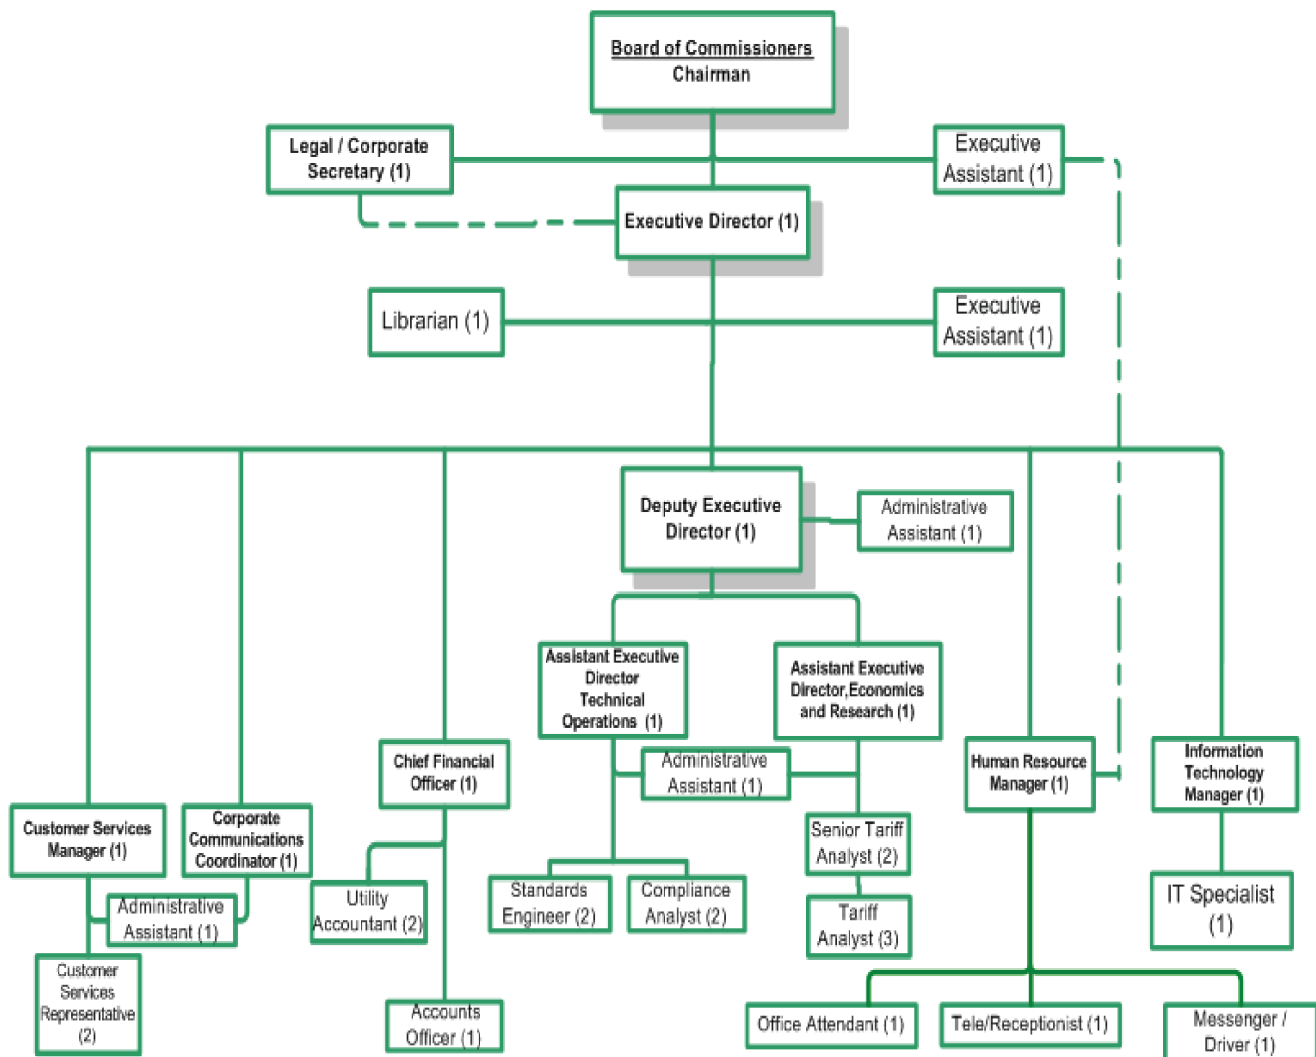 Board of Commissioners
Chairman
Legal / Corporate
Secretary (1)
Executive
Assistant (1)
Executive Director (1)
Librarian (1)
Executive
Assistant (1)
Deputy Executive
Director (1)
Administrative
Assistant (1)
Assistant Executive
Director
Technical
Operations (1)
Assistant Executive
Director,Economics
and Research (1)
Chief Financial
Officer (1)
Administrative
Assistant (1)
Human Resource
Manager (1)
Information
Technology
Manager (1)
Customer Services
Manager (1)
Corporate
Communications
Coordinator (1)
Senior Tariff
Analyst (2)
Administrative
Assistant (1)
Utility
Accountant (2)
Standards
Engineer (2)
Compliance
Analyst (2)
Tariff
Analyst (3)
IT Specialist
(1)
Customer
Services
Representative
(2)
Accounts
Officer (1)
Office Attendant (1)
Tele/Receptionist (1)
Messenger /
Driver (1)